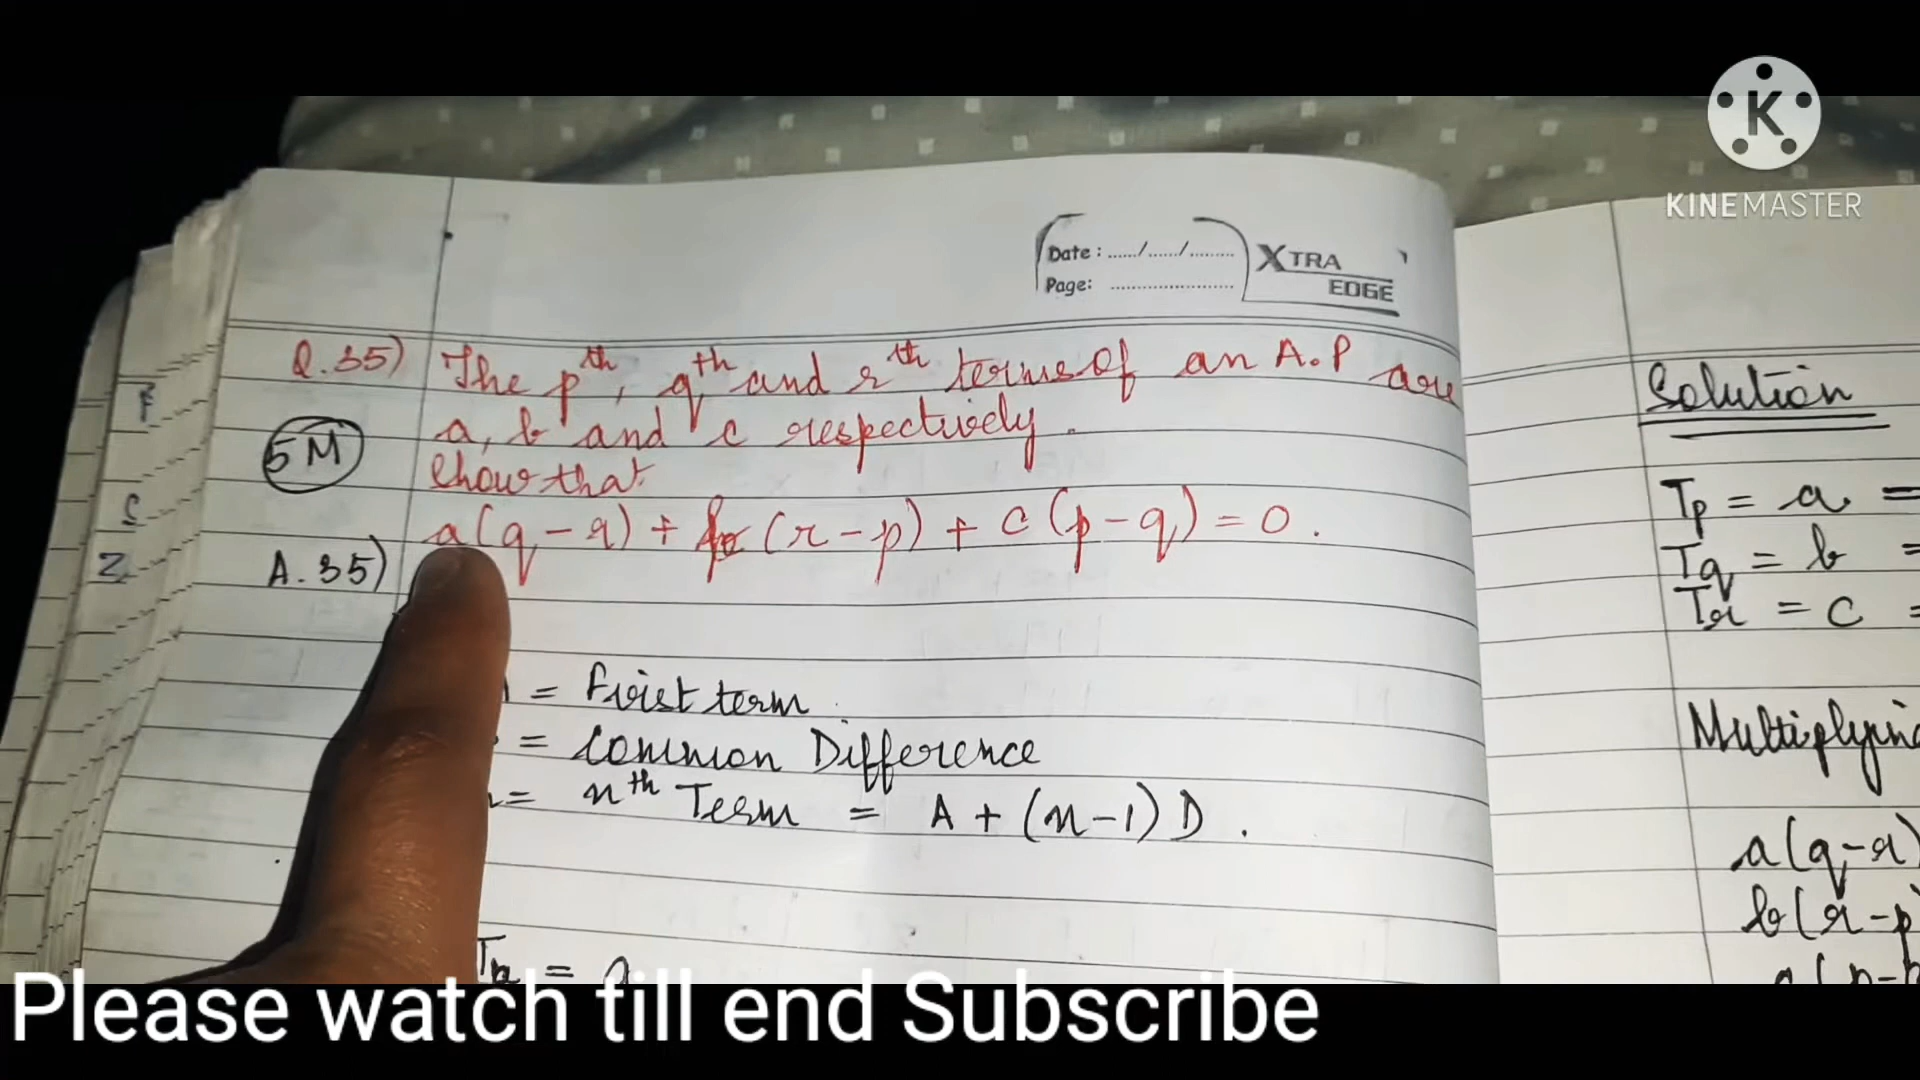 K
KINEMASTER
Date : ....../....../.........
Page: ........................
XTRA EDGE
Q.35) The pth, qth and rth terms of an A.P are
5M
a, b and c respectively.
Show that
a(q-r) + b(r-p) + c(p-q) = 0.
A.35)
= First term
= Common Difference
= nth Term = A + (n-1) D.
= a
Solution
Tp = a =
Tq = b =
Tr = c =
Multiplying
a(q-r)
b(r-p)
Please watch till end Subscribe